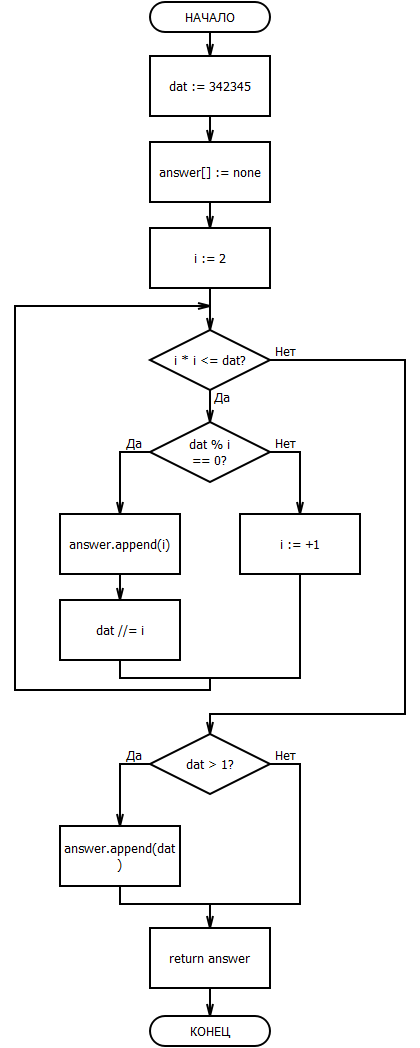 НАЧАЛО
dat := 342345
answer[] := none
i := 2
i * i <= dat?
Нет
Да
dat % i
== 0?
Да
Нет
answer.append(i)
i := +1
dat //= i
dat > 1?
Да
Нет
answer.append(dat
)
return answer
КОНЕЦ